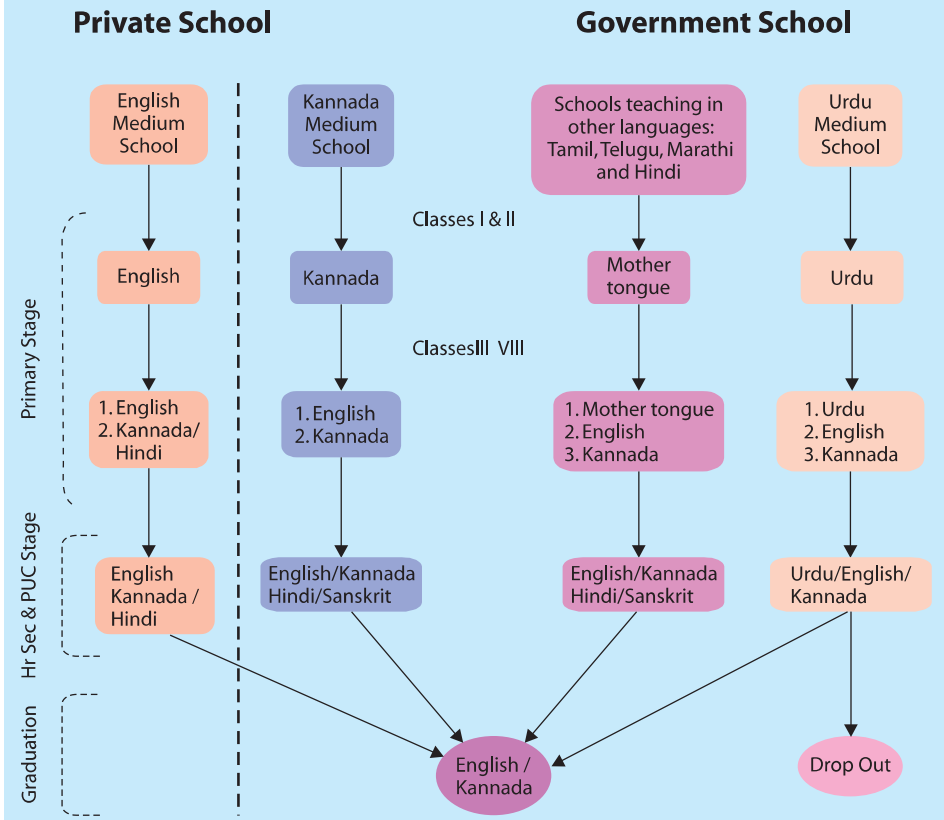 Private School
Government School
English
Medium
School
Kannada
Medium
School
Schools teaching in
other languages:
Tamil, Telugu, Marathi
and Hindi
Urdu
Medium
School
Classes I & II
English
Kannada
Mother
tongue
Urdu
ClassesIII VIII
Primary Stage
1. English
2. Kannada/
Hindi
1. English
2. Kannada
1. Mother tongue
2. English
3. Kannada
1. Urdu
2. English
3. Kannada
Hr Sec & PUC Stage
English
Kannada /
Hindi
English/Kannada
Hindi/Sanskrit
English/Kannada
Hindi/Sanskrit
Urdu/English/
Kannada
Graduation
English /
Kannada
Drop Out